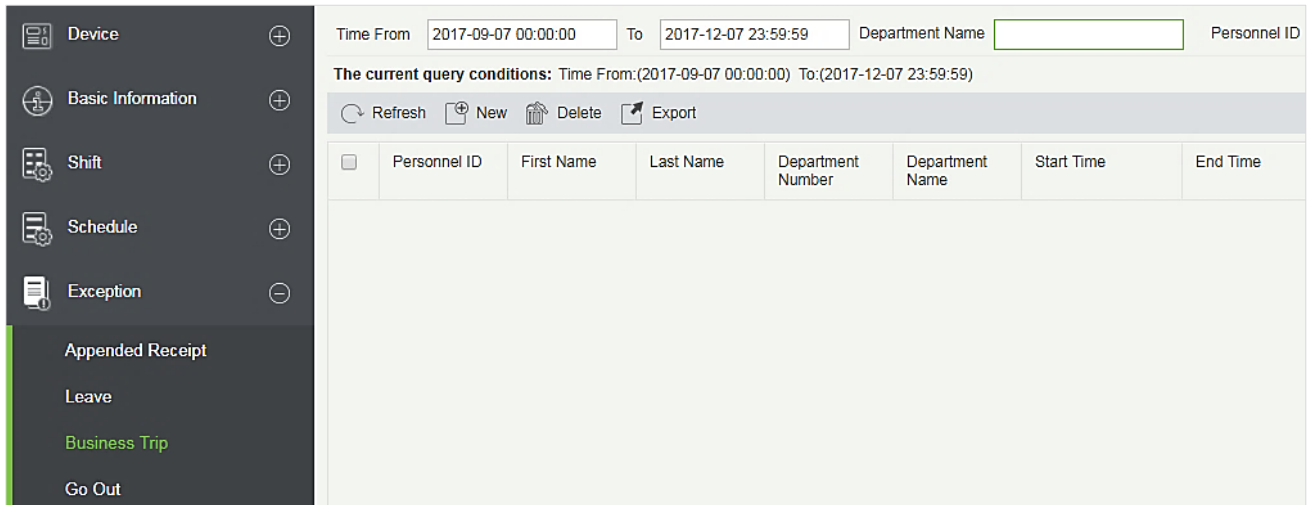 Device
Basic Information
Shift
Schedule
Exception
Appended Receipt
Leave
Business Trip
Go Out
Time From 2017-09-07 00:00:00 To 2017-12-07 23:59:59 Department Name Personnel ID
The current query conditions: Time From:(2017-09-07 00:00:00) To:(2017-12-07 23:59:59)
Refresh New Delete Export
Personnel ID First Name Last Name Department Number Department Name Start Time End Time